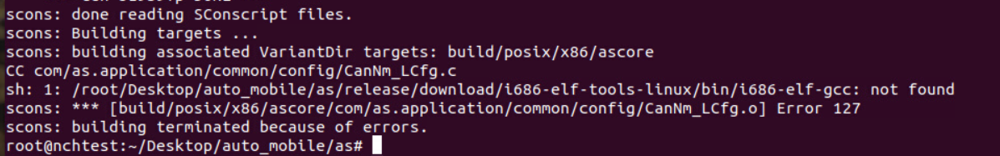 scons: done reading SConscript files.
scons: Building targets ...
scons: building associated VariantDir targets: build/posix/x86/ascore
CC com/as.application/common/config/CanNm_LCfg.c
sh: 1: /root/Desktop/auto_mobile/as/release/download/i686-elf-tools-linux/bin/i686-elf-gcc: not found
scons: *** [build/posix/x86/ascore/com/as.application/common/config/CanNm_LCfg.o] Error 127
scons: building terminated because of errors.
root@nchtest:~/Desktop/auto_mobile/as#